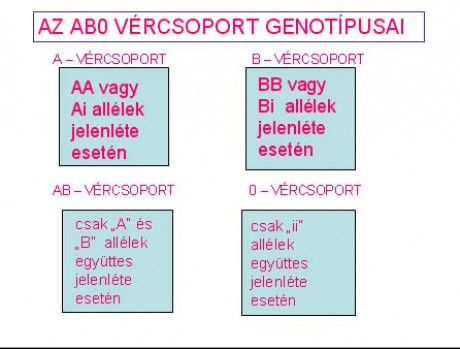 AZ AB0 VÉRCSOPORT GENOTÍPUSAI
A – VÉRCSOPORT
AA vagy
Ai allélek
jelenléte
esetén
B – VÉRCSOPORT
BB vagy
Bi allélek
jelenléte
esetén
AB – VÉRCSOPORT
csak „A” és
„B” allélek
együttes
jelenléte
esetén
0 – VÉRCSOPORT
csak „ii”
allélek
együttes
jelenléte
esetén